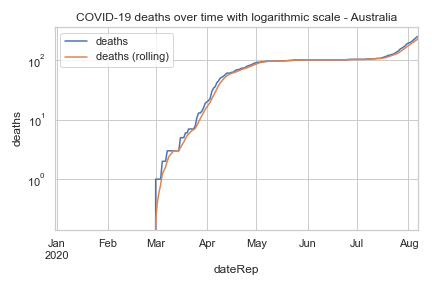 COVID-19 deaths over time with logarithmic scale - Australia
deaths
deaths (rolling)
deaths
10²
10¹
10⁰
Jan Feb Mar Apr May Jun Jul Aug
2020
dateRep